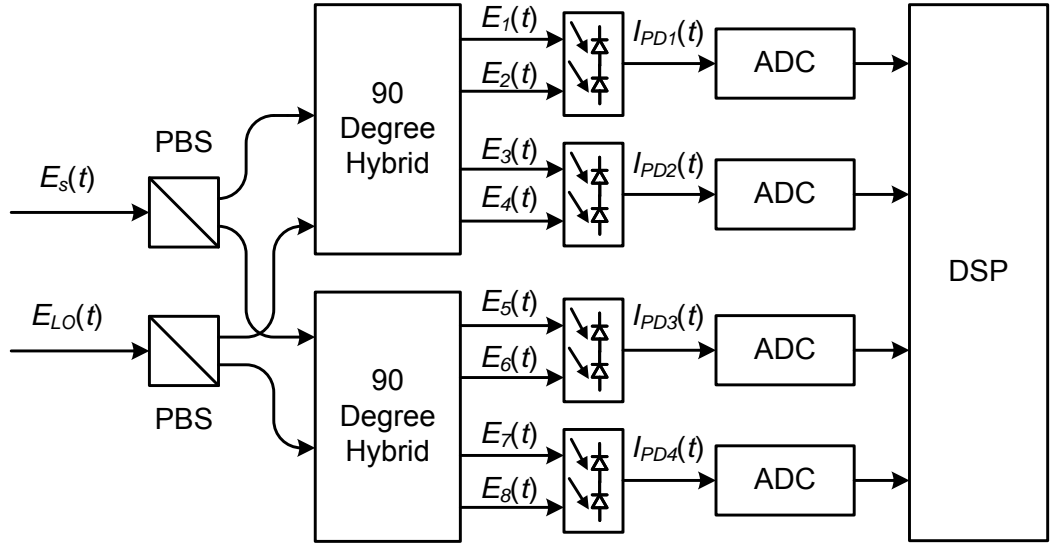 E1(t)
IPD1(t)
ADC
E2(t)
90
Degree
Hybrid
PBS
E3(t)
IPD2(t)
ADC
Es(t)
E4(t)
DSP
ELO(t)
E5(t)
IPD3(t)
ADC
E6(t)
90
Degree
Hybrid
PBS
E7(t)
IPD4(t)
ADC
E8(t)